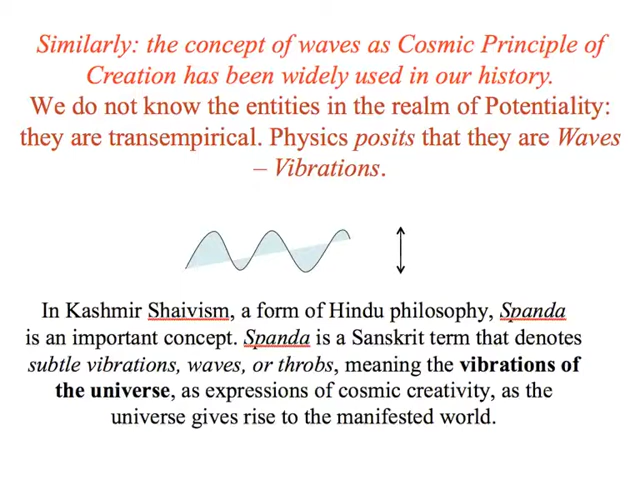 Similarly: the concept of waves as Cosmic Principle of
Creation has been widely used in our history.
We do not know the entities in the realm of Potentiality:
they are transempirical. Physics posits that they are Waves
– Vibrations.
In Kashmir Shaivism, a form of Hindu philosophy, Spanda
is an important concept. Spanda is a Sanskrit term that denotes
subtle vibrations, waves, or throbs, meaning the vibrations of
the universe, as expressions of cosmic creativity, as the
universe gives rise to the manifested world.